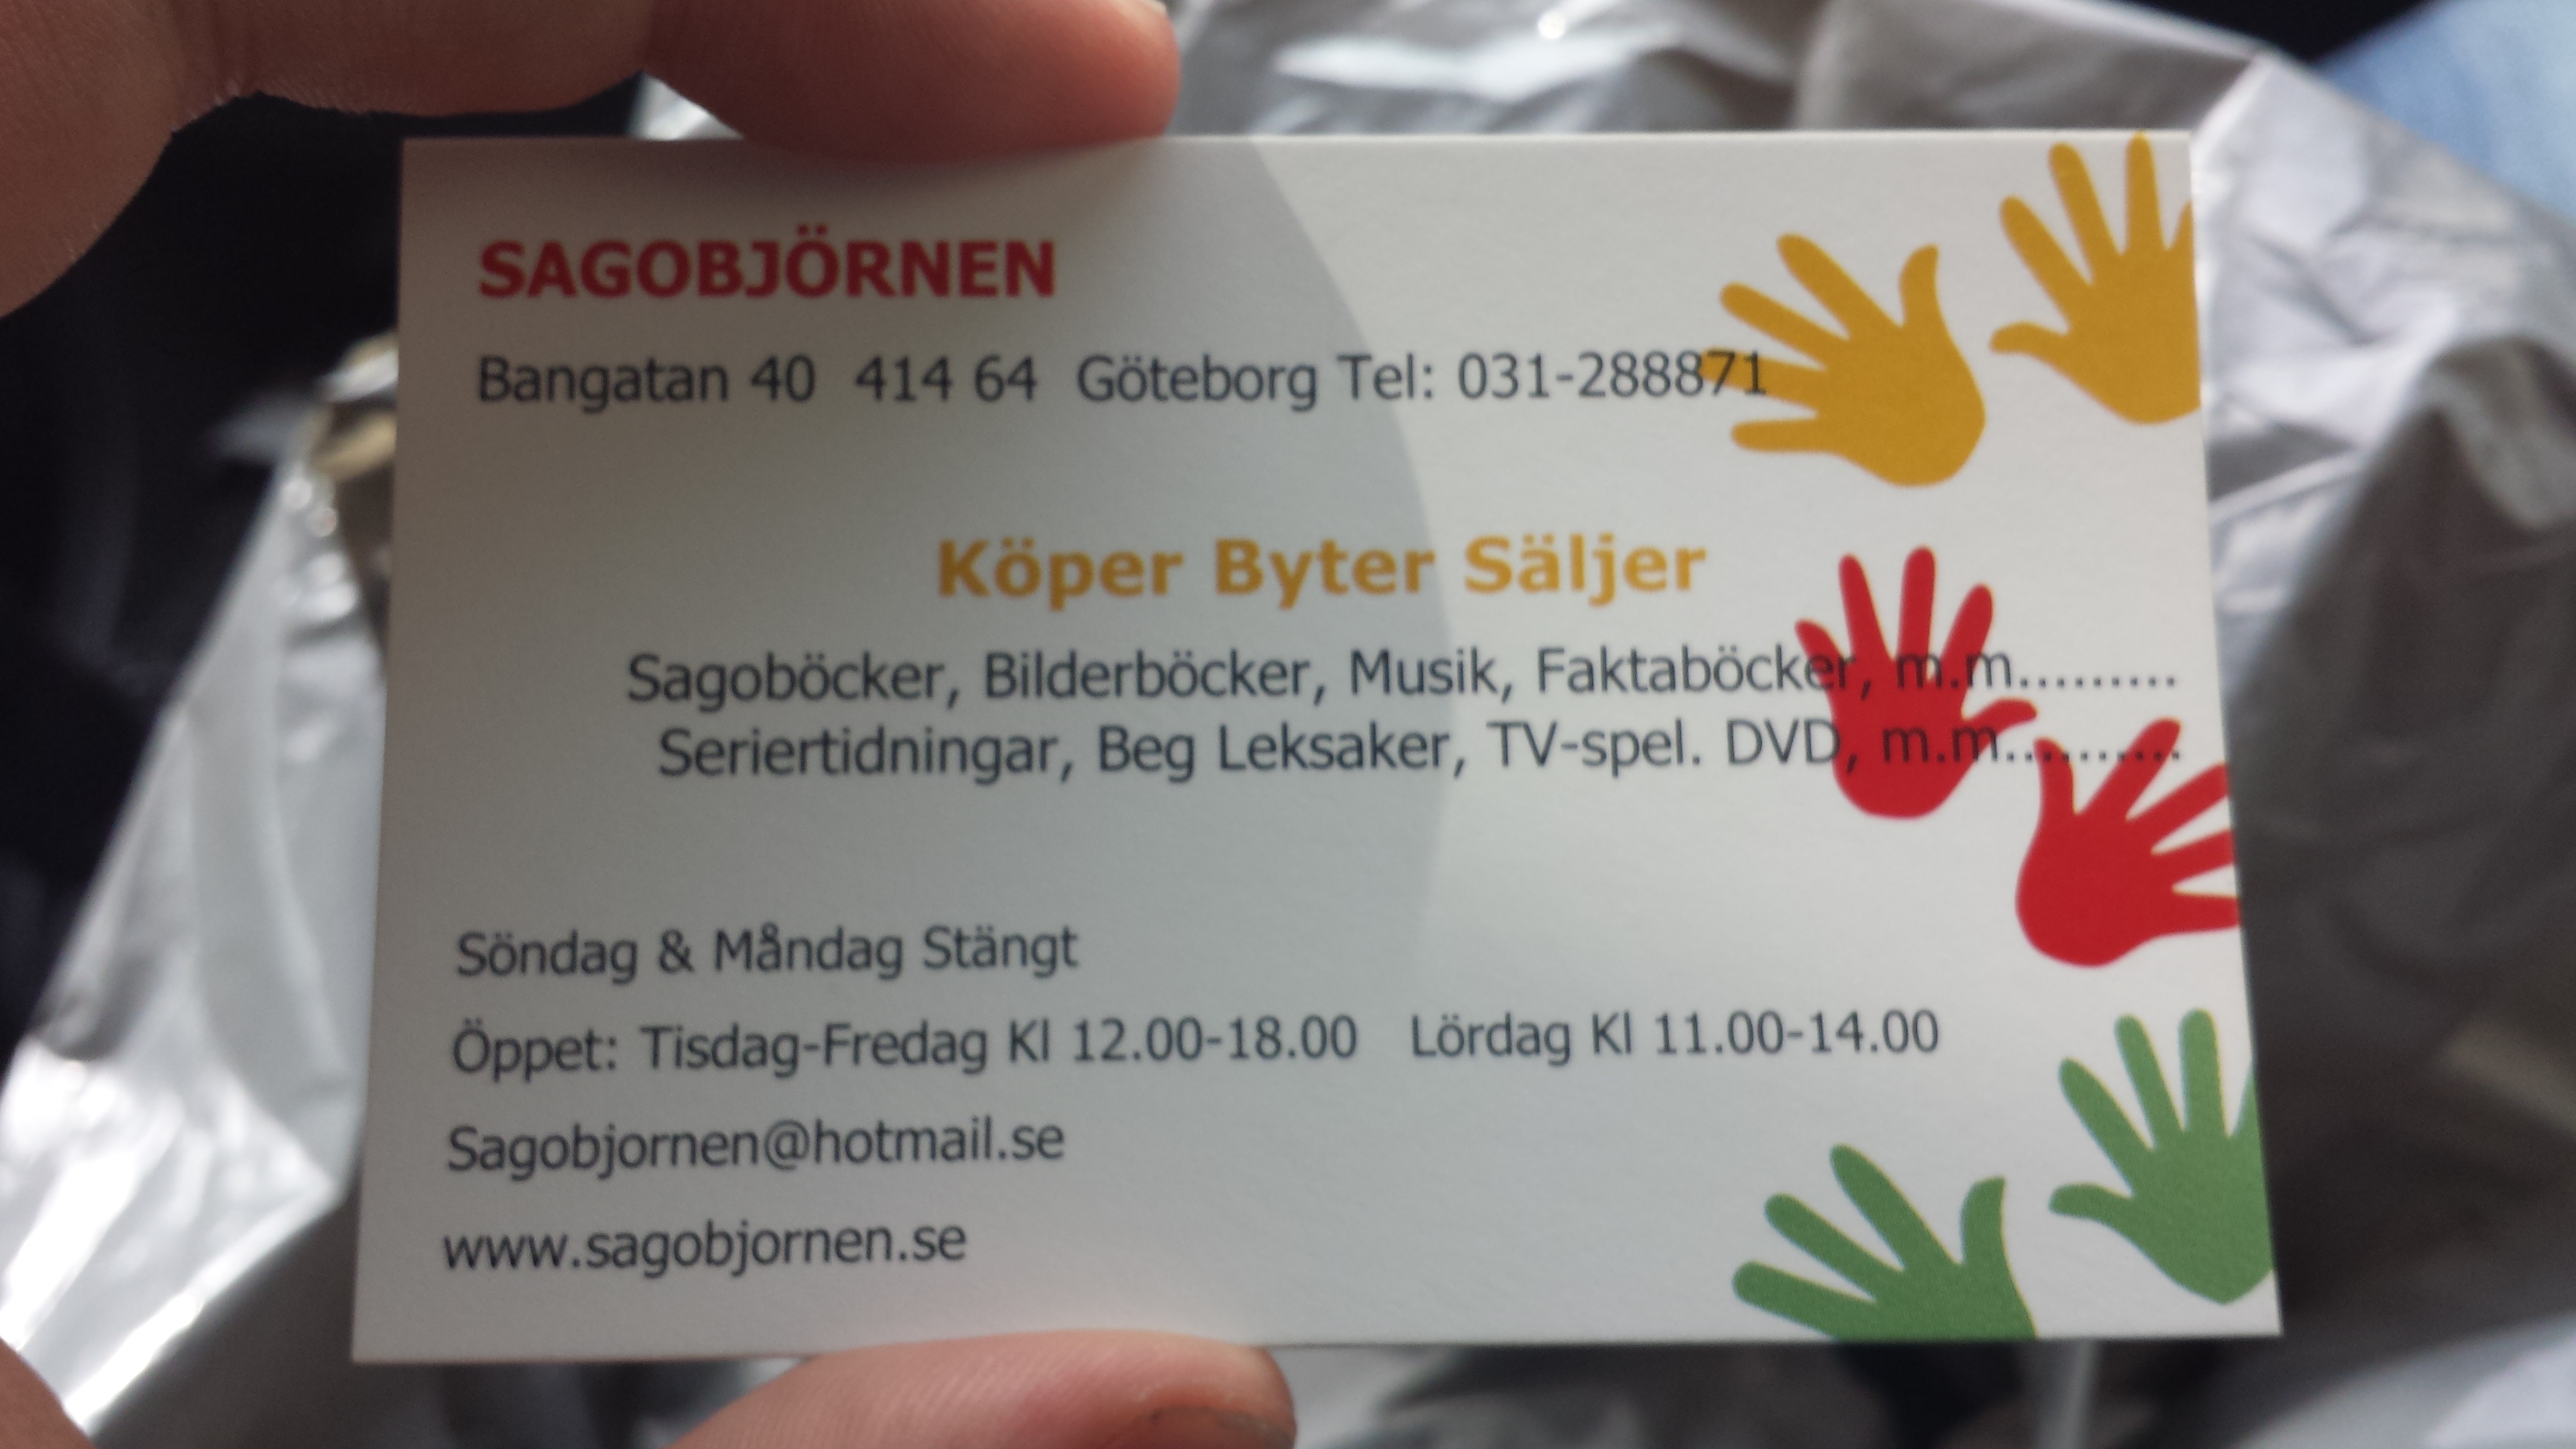 SAGOBJÖRNEN
Bangatan 40 414 64 Göteborg Tel: 031-288871
Köper Byter Säljer
Sagoböcker, Bilderböcker, Musik, Faktaböcker, m.m.........
Seriertidningar, Beg Leksaker, TV-spel. DVD, m.m..........
Söndag & Måndag Stängt
Öppet: Tisdag-Fredag Kl 12.00-18.00 Lördag Kl 11.00-14.00
Sagobjornen@hotmail.se
www.sagobjornen.se